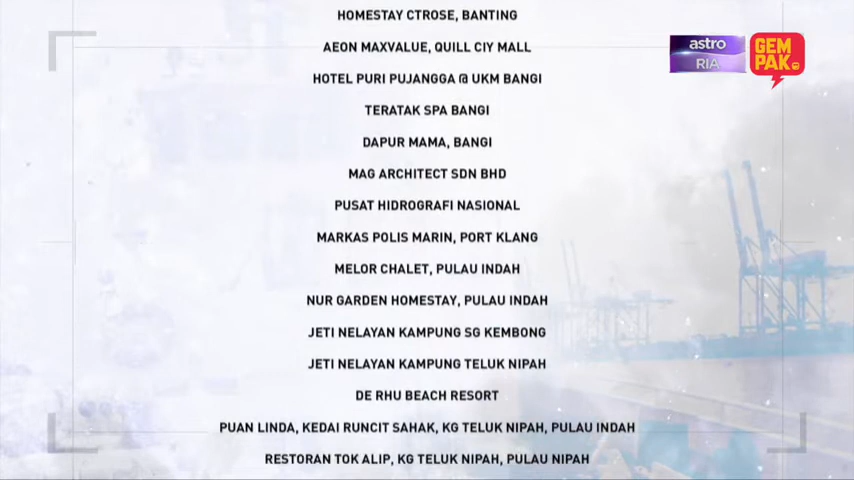 HOMESTAY CTROSE, BANTING
AEON MAXVALUE, QUILL CIY MALL
HOTEL PURI PUJANGGA @ UKM BANGI
TERATAK SPA BANGI
DAPUR MAMA, BANGI
MAG ARCHITECT SDN BHD
PUSAT HIDROGRAFI NASIONAL
MARKAS POLIS MARIN, PORT KLANG
MELOR CHALET, PULAU INDAH
NUR GARDEN HOMESTAY, PULAU INDAH
JETI NELAYAN KAMPUNG SG KEMBONG
JETI NELAYAN KAMPUNG TELUK NIPAH
DE RHU BEACH RESORT
PUAN LINDA, KEDAI RUNCIT SAHAK, KG TELUK NIPAH, PULAU INDAH
RESTORAN TOK ALIP, KG TELUK NIPAH, PULAU NIPAH
astro
RIA
GEM
PAK